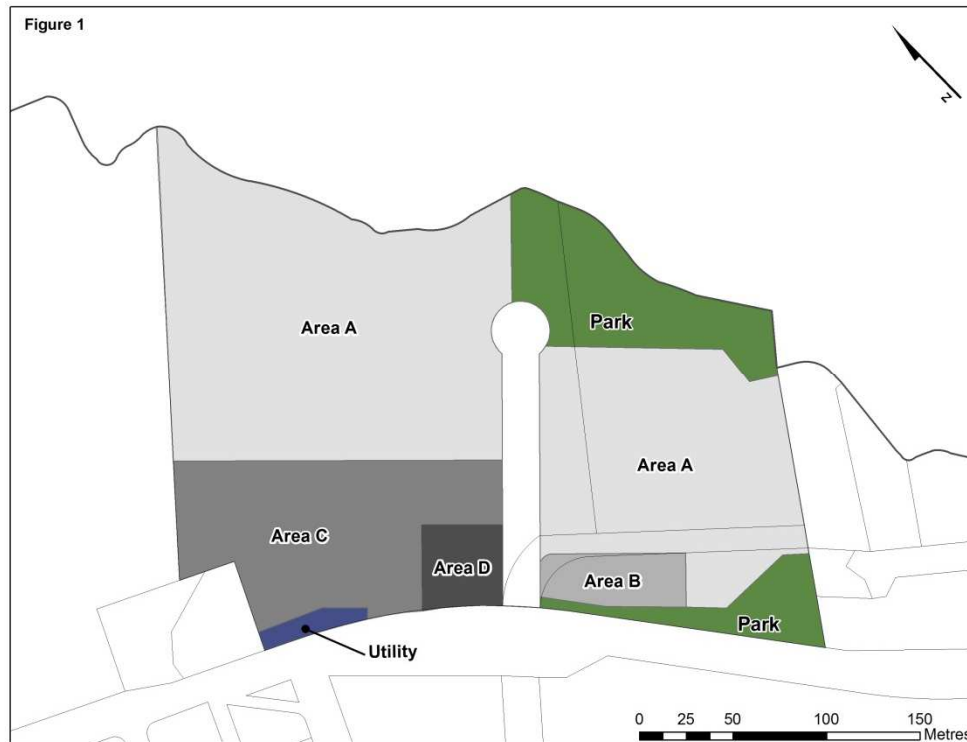 Figure 1
N
Area A
Park
Area A
Area C
Area D
Area B
Park
Utility
0 25 50 100 150
Metres